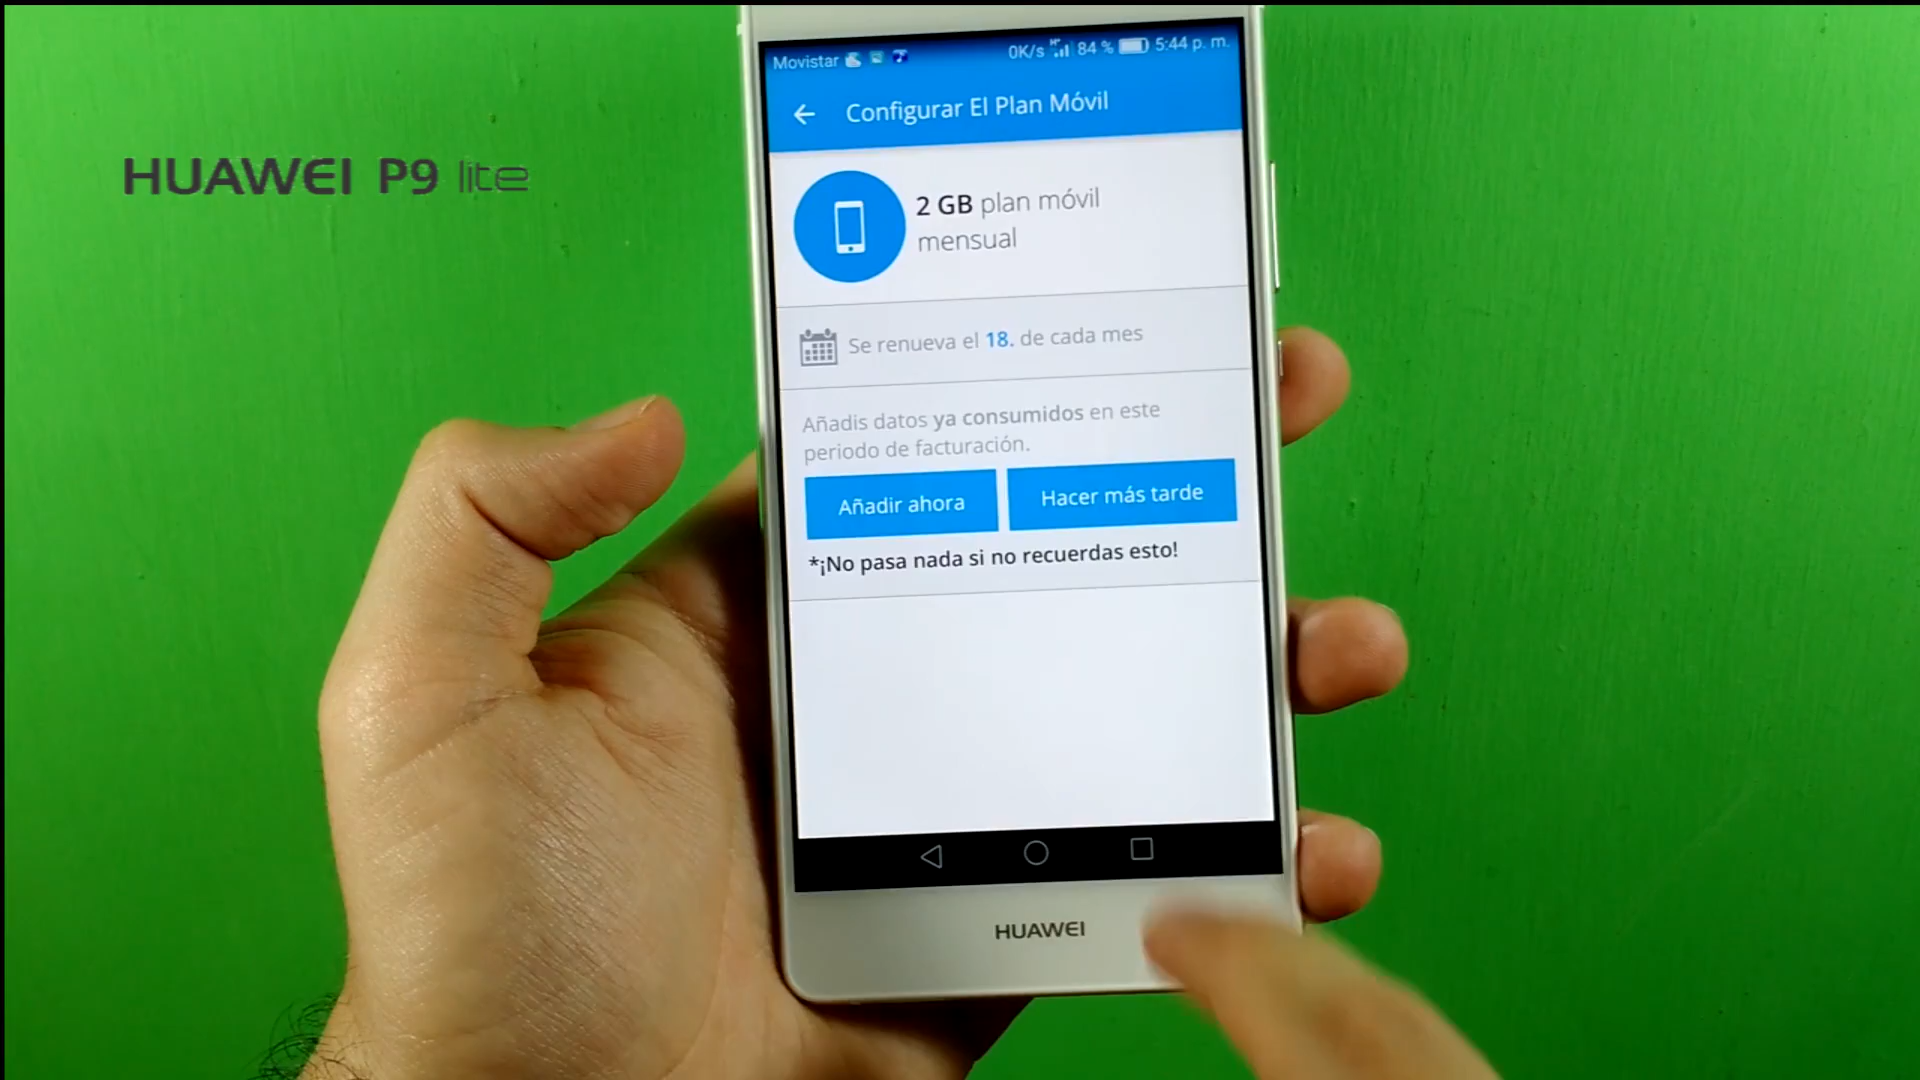 HUAWEI P9 lite
Movistar 0K/s 84 % 5:44 p. m.
Configurar El Plan Móvil
2 GB plan móvil
mensual
Se renueva el 18. de cada mes
Añadis datos ya consumidos en este
periodo de facturación.
Añadir ahora
Hacer más tarde
*¡No pasa nada si no recuerdas esto!
HUAWEI